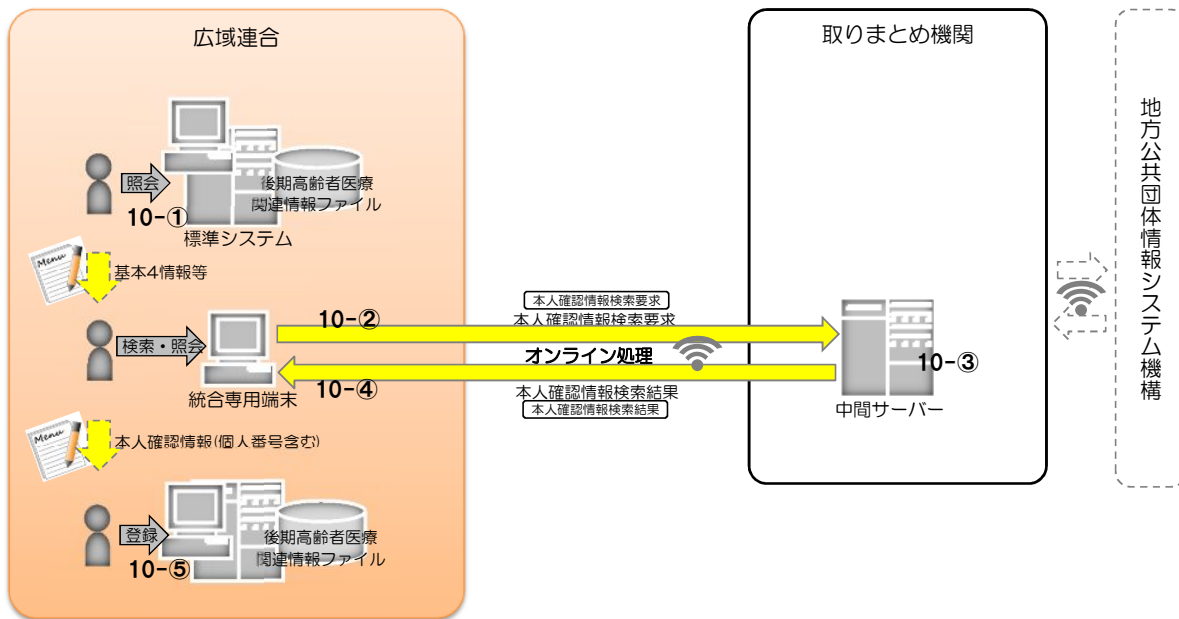 広域連合
照会
10-①
後期高齢者医療
関連情報ファイル
標準システム
Menu
基本4情報等
検索・照会
統合専用端末
10-②
本人確認情報検索要求
本人確認情報検索要求
オンライン処理
10-④
本人確認情報検索結果
本人確認情報検索結果
Menu
本人確認情報(個人番号含む)
登録
10-⑤
後期高齢者医療
関連情報ファイル
取りまとめ機関
10-③
中間サーバー
地方公共団体情報システム機構